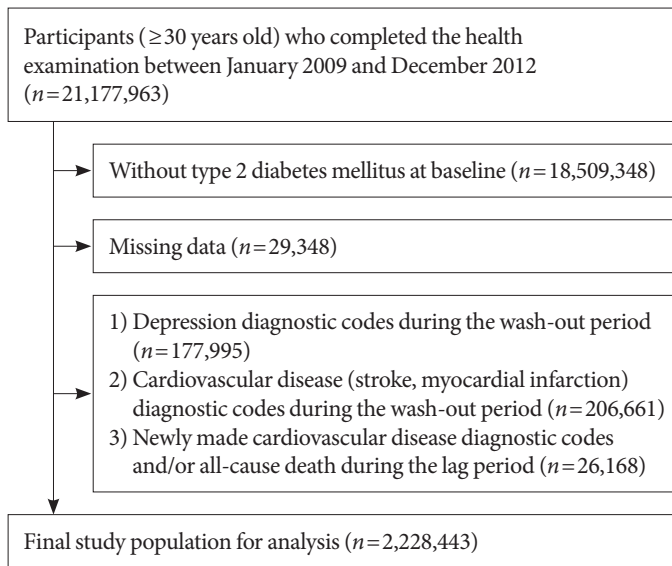 Participants (≥30 years old) who completed the health
examination between January 2009 and December 2012
(n=21,177,963)
Without type 2 diabetes mellitus at baseline (n=18,509,348)
Missing data (n=29,348)
1) Depression diagnostic codes during the wash-out period
(n=177,995)
2) Cardiovascular disease (stroke, myocardial infarction)
diagnostic codes during the wash-out period (n=206,661)
3) Newly made cardiovascular disease diagnostic codes
and/or all-cause death during the lag period (n=26,168)
Final study population for analysis (n=2,228,443)